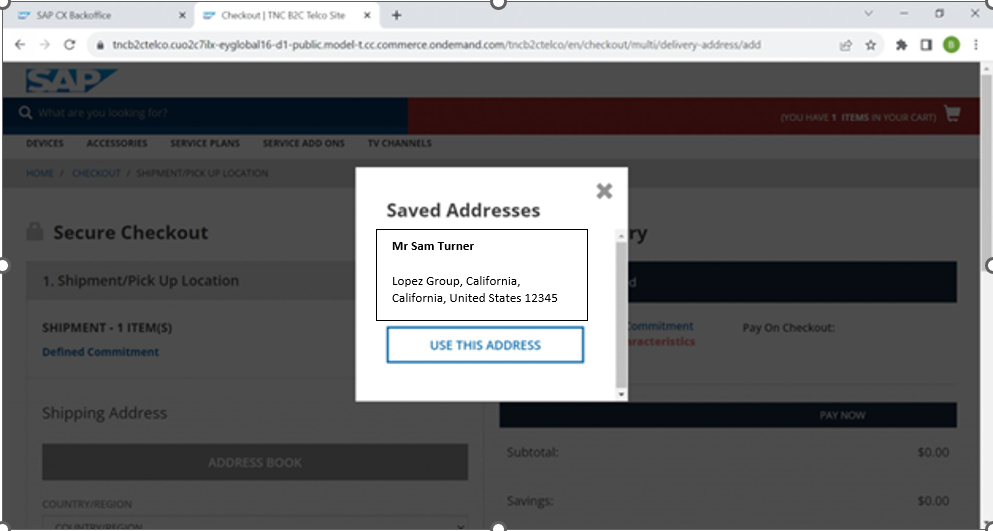 SAP CX Backoffice
Checkout | TNC B2C Telco Site
tncb2ctelco.cuo2c7ilx-eyglobal16-d1-public.model-t.cc.commerce.ondemand.com/tncb2ctelco/en/checkout/multi/delivery-address/add
B
SAP
What are you looking for?
(YOU HAVE 1 ITEMS IN YOUR CART)
DEVICES ACCESSORIES SERVICE PLANS SERVICE ADD ONS TV CHANNELS
HOME / CHECKOUT / SHIPMENT/PICK UP LOCATION
Saved Addresses
Mr Sam Turner
Lopez Group, California,
California, United States 12345
USE THIS ADDRESS
Secure Checkout
ry
1. Shipment/Pick Up Location
d
SHIPMENT - 1 ITEM(S)
Defined Commitment
ommitment
aracteristics
Pay On Checkout:
Shipping Address
PAY NOW
ADDRESS BOOK
Subtotal: $0.00
COUNTRY/REGION
Savings: $0.00
COUNTRY/REGION